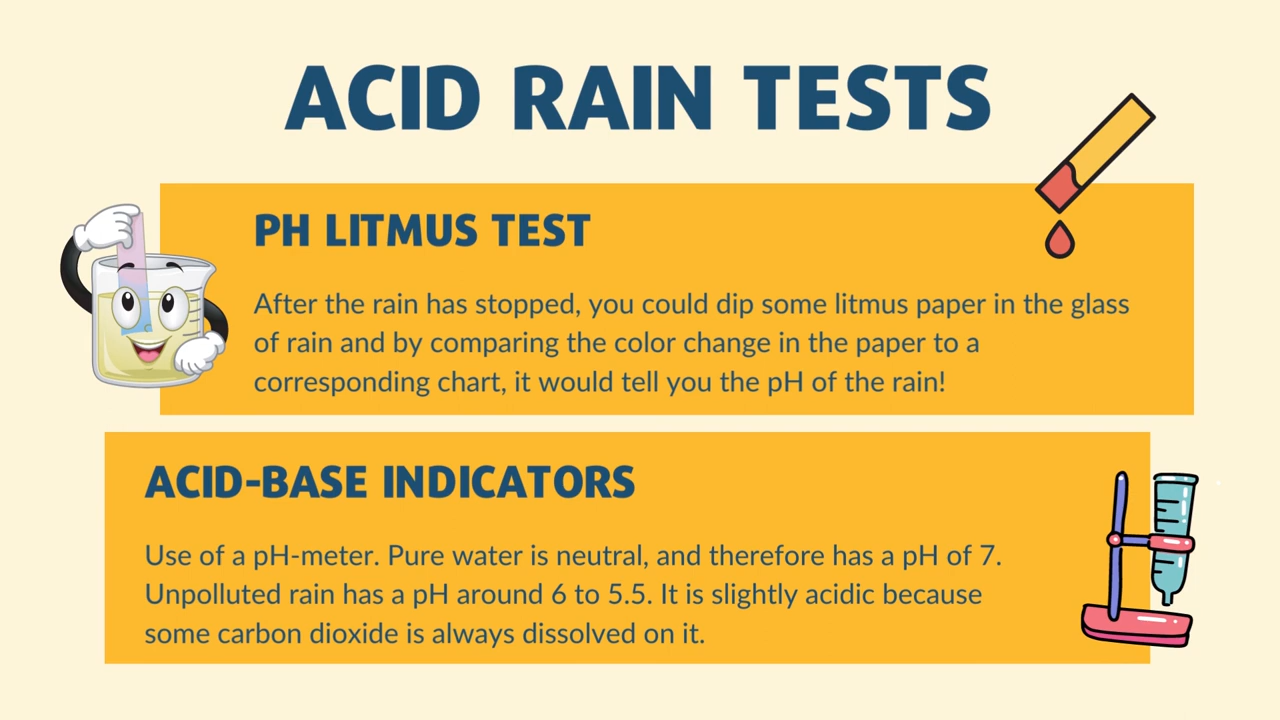 ACID RAIN TESTS
PH LITMUS TEST
After the rain has stopped, you could dip some litmus paper in the glass
of rain and by comparing the color change in the paper to a
corresponding chart, it would tell you the pH of the rain!
ACID-BASE INDICATORS
Use of a pH-meter. Pure water is neutral, and therefore has a pH of 7.
Unpolluted rain has a pH around 6 to 5.5. It is slightly acidic because
some carbon dioxide is always dissolved on it.